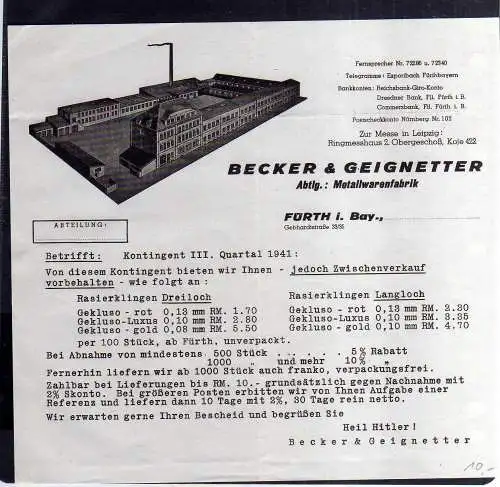 Fernsprecher Nr. 72286 u. 72340
Telegramme: Exportbach Fürthbayern
Bankkonten: Reichsbank-Giro-Konto
Dresdner Bank, Fil. Fürth i. B.
Commerzbank, Fil. Fürth i. B.
Postscheckkonto Nürnberg Nr. 102
Zur Messe in Leipzig:
Ringmesshaus 2. Obergeschoß, Koje 422
BECKER & GEIGNETTER
Abtlg.: Metallwarenfabrik
FÜRTH i. Bay.,
Gebhardtstraße 33/35
ABTEILUNG:
Betrifft: Kontingent III. Quartal 1941:
Von diesem Kontingent bieten wir Ihnen - jedoch Zwischenverkauf
vorbehalten - wie folgt an:
Rasierklingen Dreiloch
Gekluso - rot 0,13 mm RM. 1.70
Gekluso-Luxus 0,10 mm RM. 2.80
Gekluso - gold 0,08 mm RM. 5.50
Rasierklingen Langloch
Gekluso - rot 0,13 mm RM. 2.30
Gekluso-Luxus 0,10 mm RM. 3.35
Gekluso - gold 0,10 mm RM. 4.70
per 100 Stück, ab Fürth, unverpackt.
Bei Abnahme von mindestens 500 Stück . . . . . 5 % Rabatt
1000 und mehr . . 10 % "
Fernerhin liefern wir ab 1000 Stück auch franko, verpackungsfrei.
Zahlbar bei Lieferungen bis RM. 10.- grundsätzlich gegen Nachnahme mit
2% Skonto. Bei größeren Posten erbitten wir von Ihnen Aufgabe einer
Referenz und liefern dann 10 Tage mit 2%, 30 Tage rein netto.
Wir erwarten gerne Ihren Bescheid und begrüßen Sie
Heil Hitler!
Becker & Geignetter
10,-